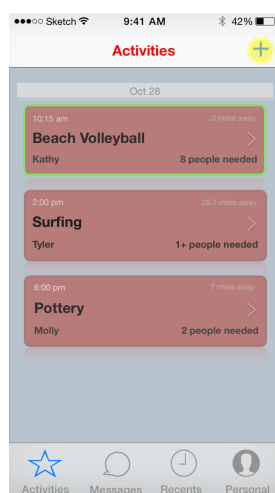 ●●●○○ Sketch 9:41 AM 42%
Activities +
Oct 28
10:15 am .3 miles away
Beach Volleyball
Kathy 8 people needed
2:00 pm 25.7 miles away
Surfing
Tyler 1+ people needed
6:00 pm 7 miles away
Pottery
Molly 2 people needed
Activities Messages Recents Personal